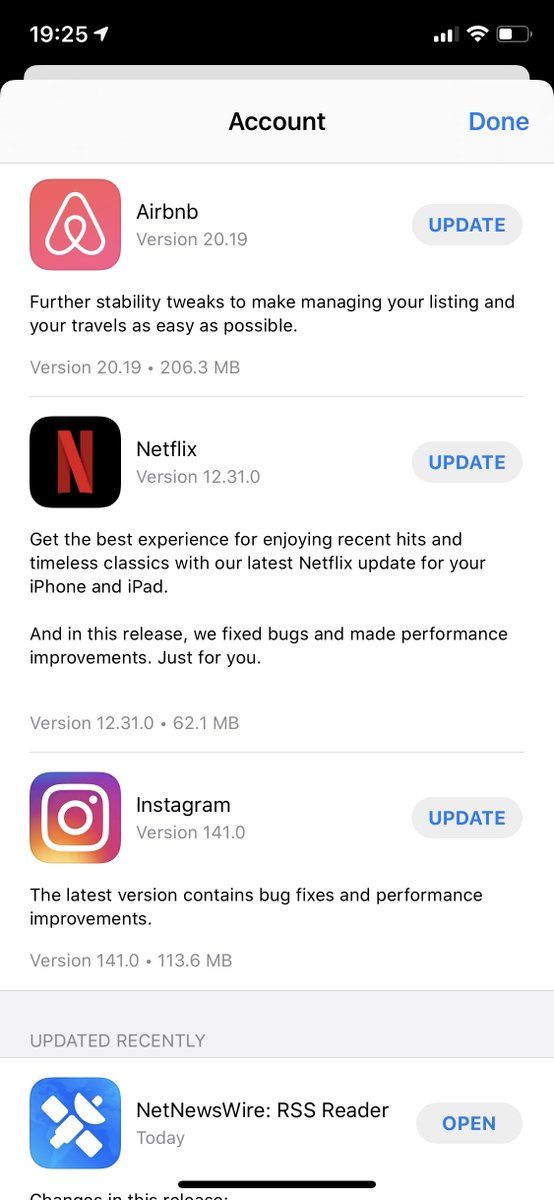 19:25
Account
Done
Airbnb
Version 20.19
UPDATE
Further stability tweaks to make managing your listing and
your travels as easy as possible.
Version 20.19 • 206.3 MB
Netflix
Version 12.31.0
UPDATE
Get the best experience for enjoying recent hits and
timeless classics with our latest Netflix update for your
iPhone and iPad.
And in this release, we fixed bugs and made performance
improvements. Just for you.
Version 12.31.0 • 62.1 MB
Instagram
Version 141.0
UPDATE
The latest version contains bug fixes and performance
improvements.
Version 141.0 • 113.6 MB
UPDATED RECENTLY
NetNewsWire: RSS Reader
Today
OPEN
Changes in this release: